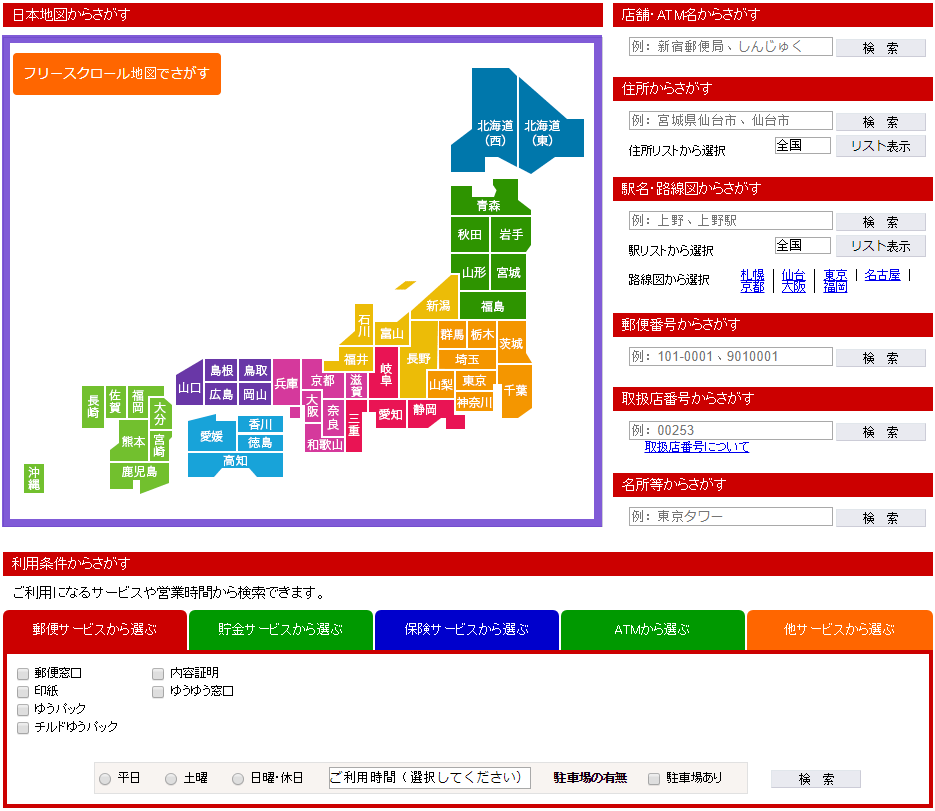 日本地図からさがす
フリースクロール地図でさがす
北海道
（西）
北海道
（東）
青森
秋田
岩手
山形
宮城
新潟
福島
石川
富山
群馬
栃木
茨城
福井
岐阜
長野
埼玉
山梨
東京
千葉
神奈川
山口
島根
鳥取
兵庫
京都
滋賀
広島
岡山
大阪
奈良
三重
愛知
静岡
和歌山
長崎
佐賀
福岡
大分
熊本
宮崎
鹿児島
沖縄
愛媛
香川
徳島
高知
店舗・ATM名からさがす
例：新宿郵便局、しんじゅく
検　索
住所からさがす
例：宮城県仙台市、仙台市
検　索
住所リストから選択
全国
リスト表示
駅名・路線図からさがす
例：上野、上野駅
検　索
駅リストから選択
全国
リスト表示
路線図から選択
札幌 | 仙台 | 東京 | 名古屋 |
京都 | 大阪 | 福岡
郵便番号からさがす
例：101-0001、9010001
検　索
取扱店番号からさがす
例：00253
検　索
取扱店番号について
名所等からさがす
例：東京タワー
検　索
利用条件からさがす
ご利用になるサービスや営業時間から検索できます。
郵便サービスから選ぶ
貯金サービスから選ぶ
保険サービスから選ぶ
ATMから選ぶ
他サービスから選ぶ
郵便窓口
内容証明
印紙
ゆうゆう窓口
ゆうパック
チルドゆうパック
平日
土曜
日曜・休日
ご利用時間（選択してください）
駐車場の有無
駐車場あり
検　索